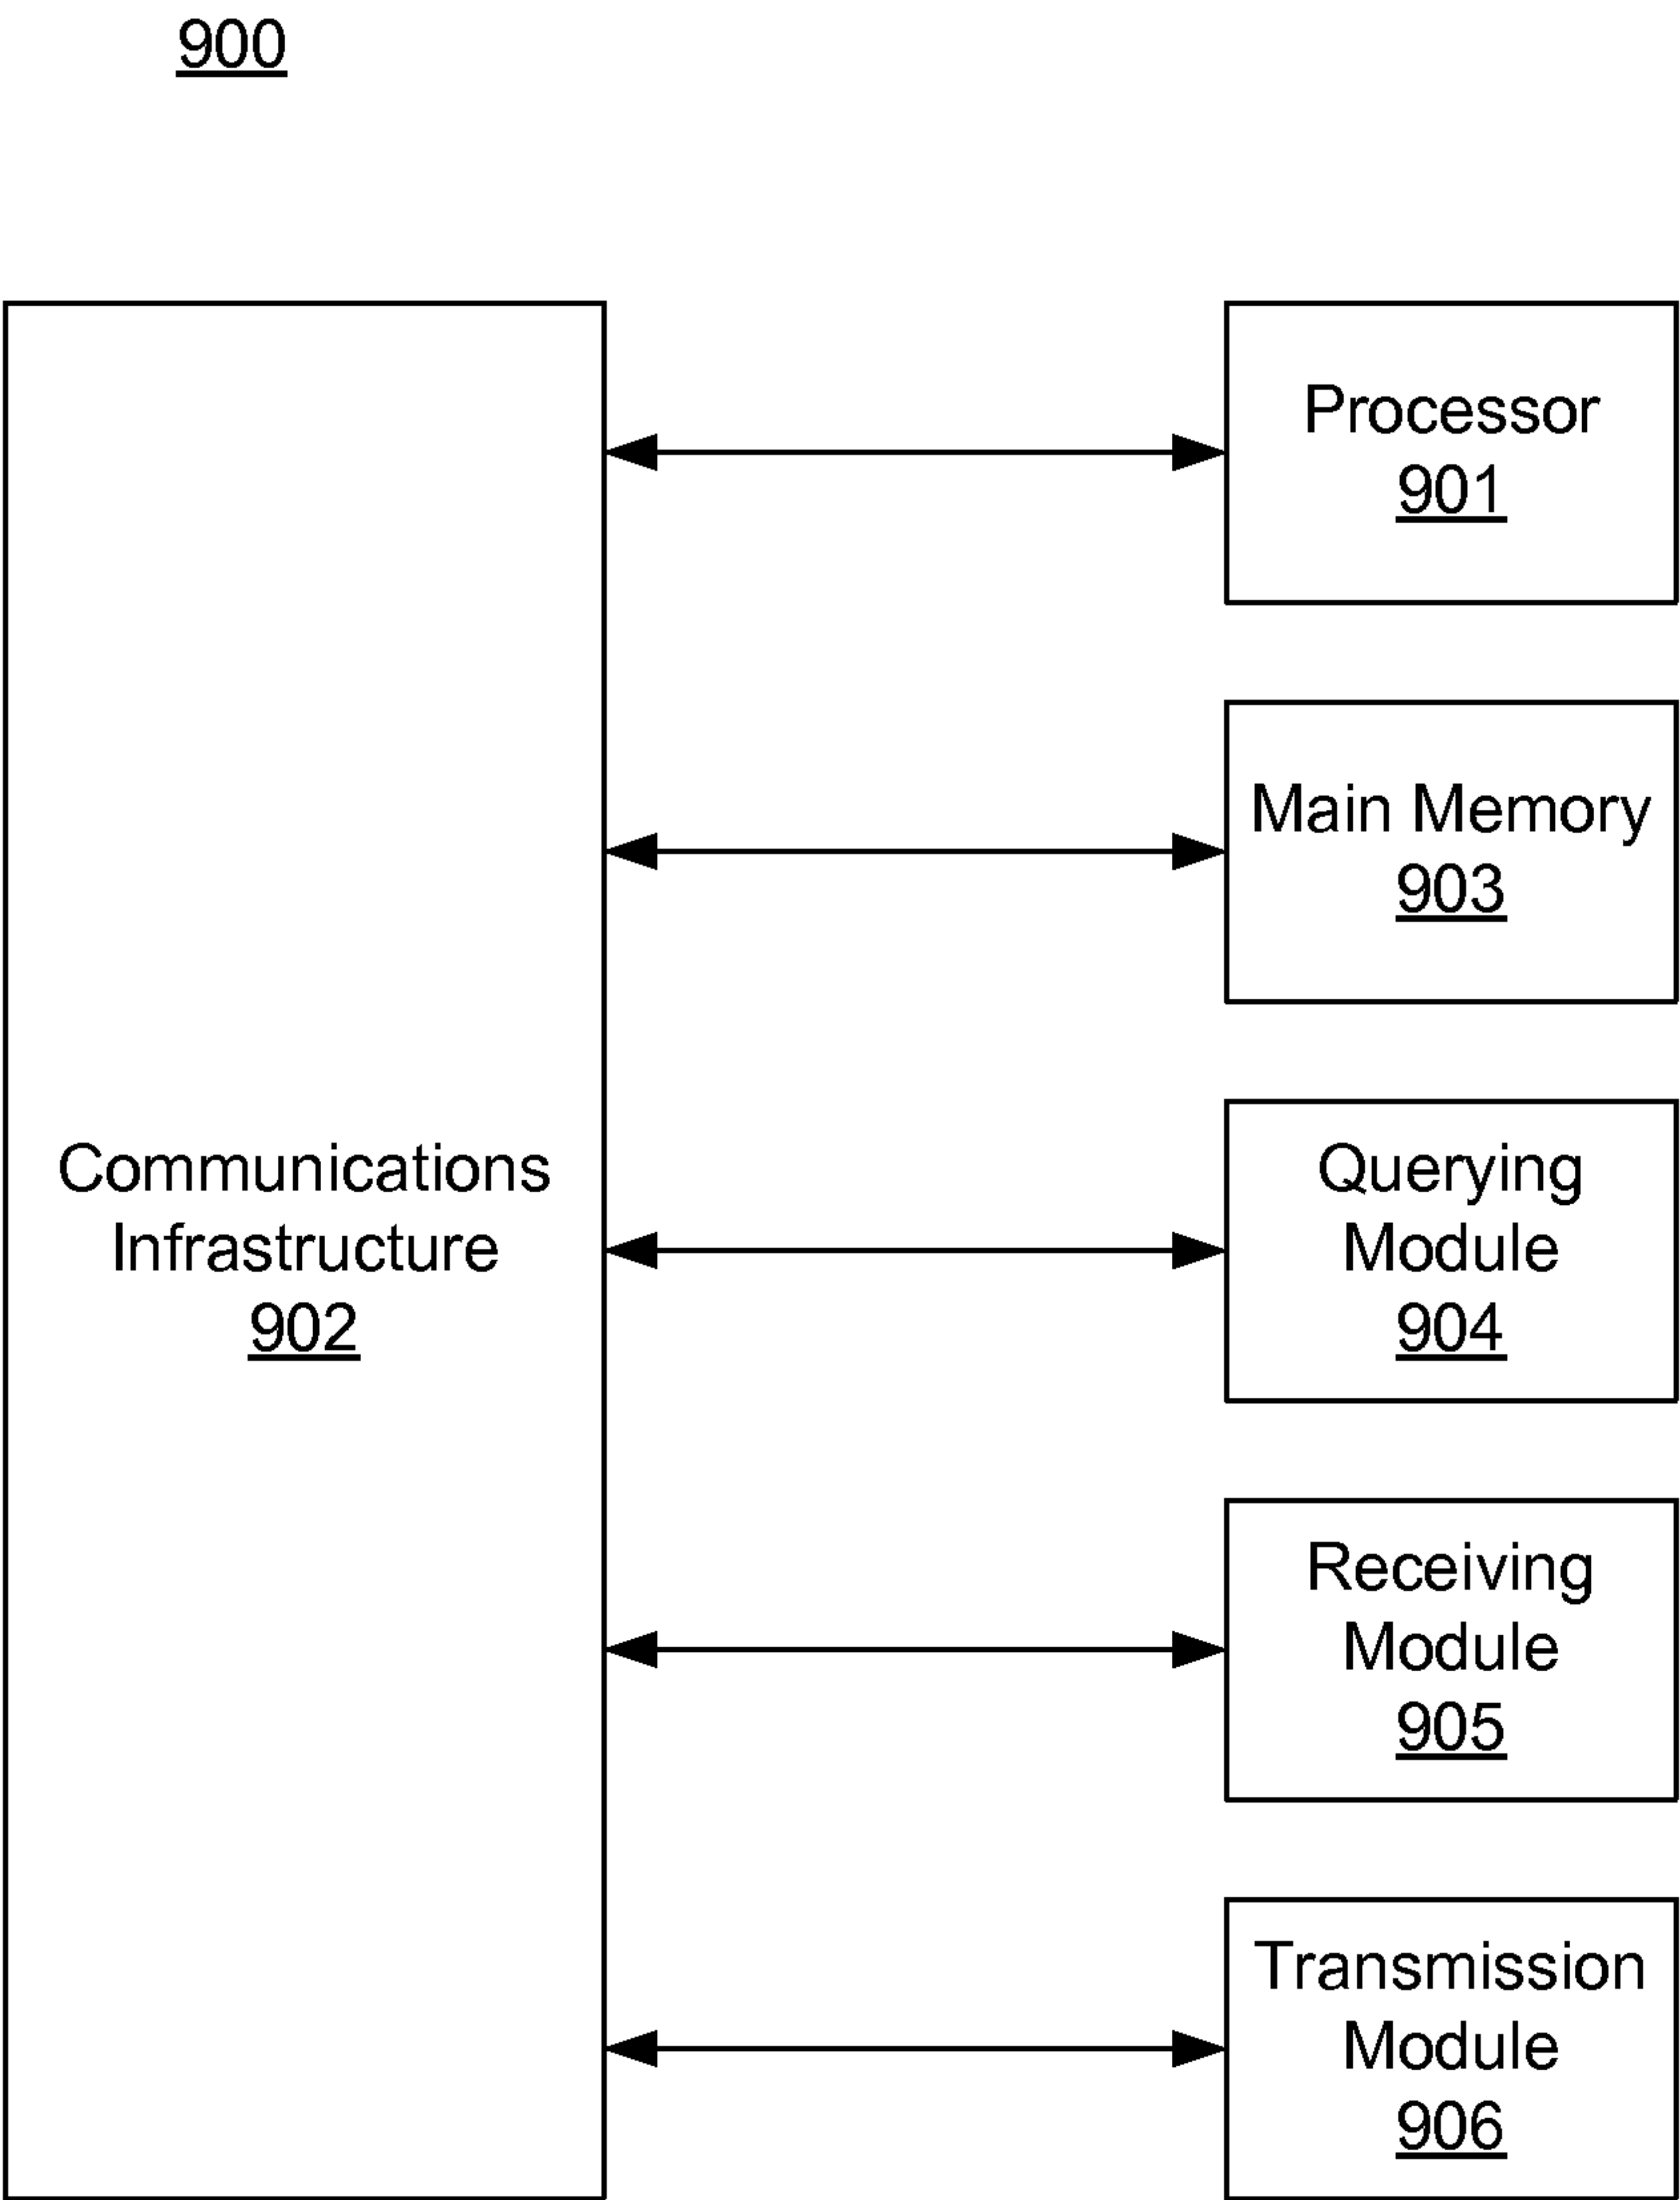 900
Processor
901
Main Memory
903
Communications
Infrastructure
902
Querying
Module
904
Receiving
Module
905
Transmission
Module
906